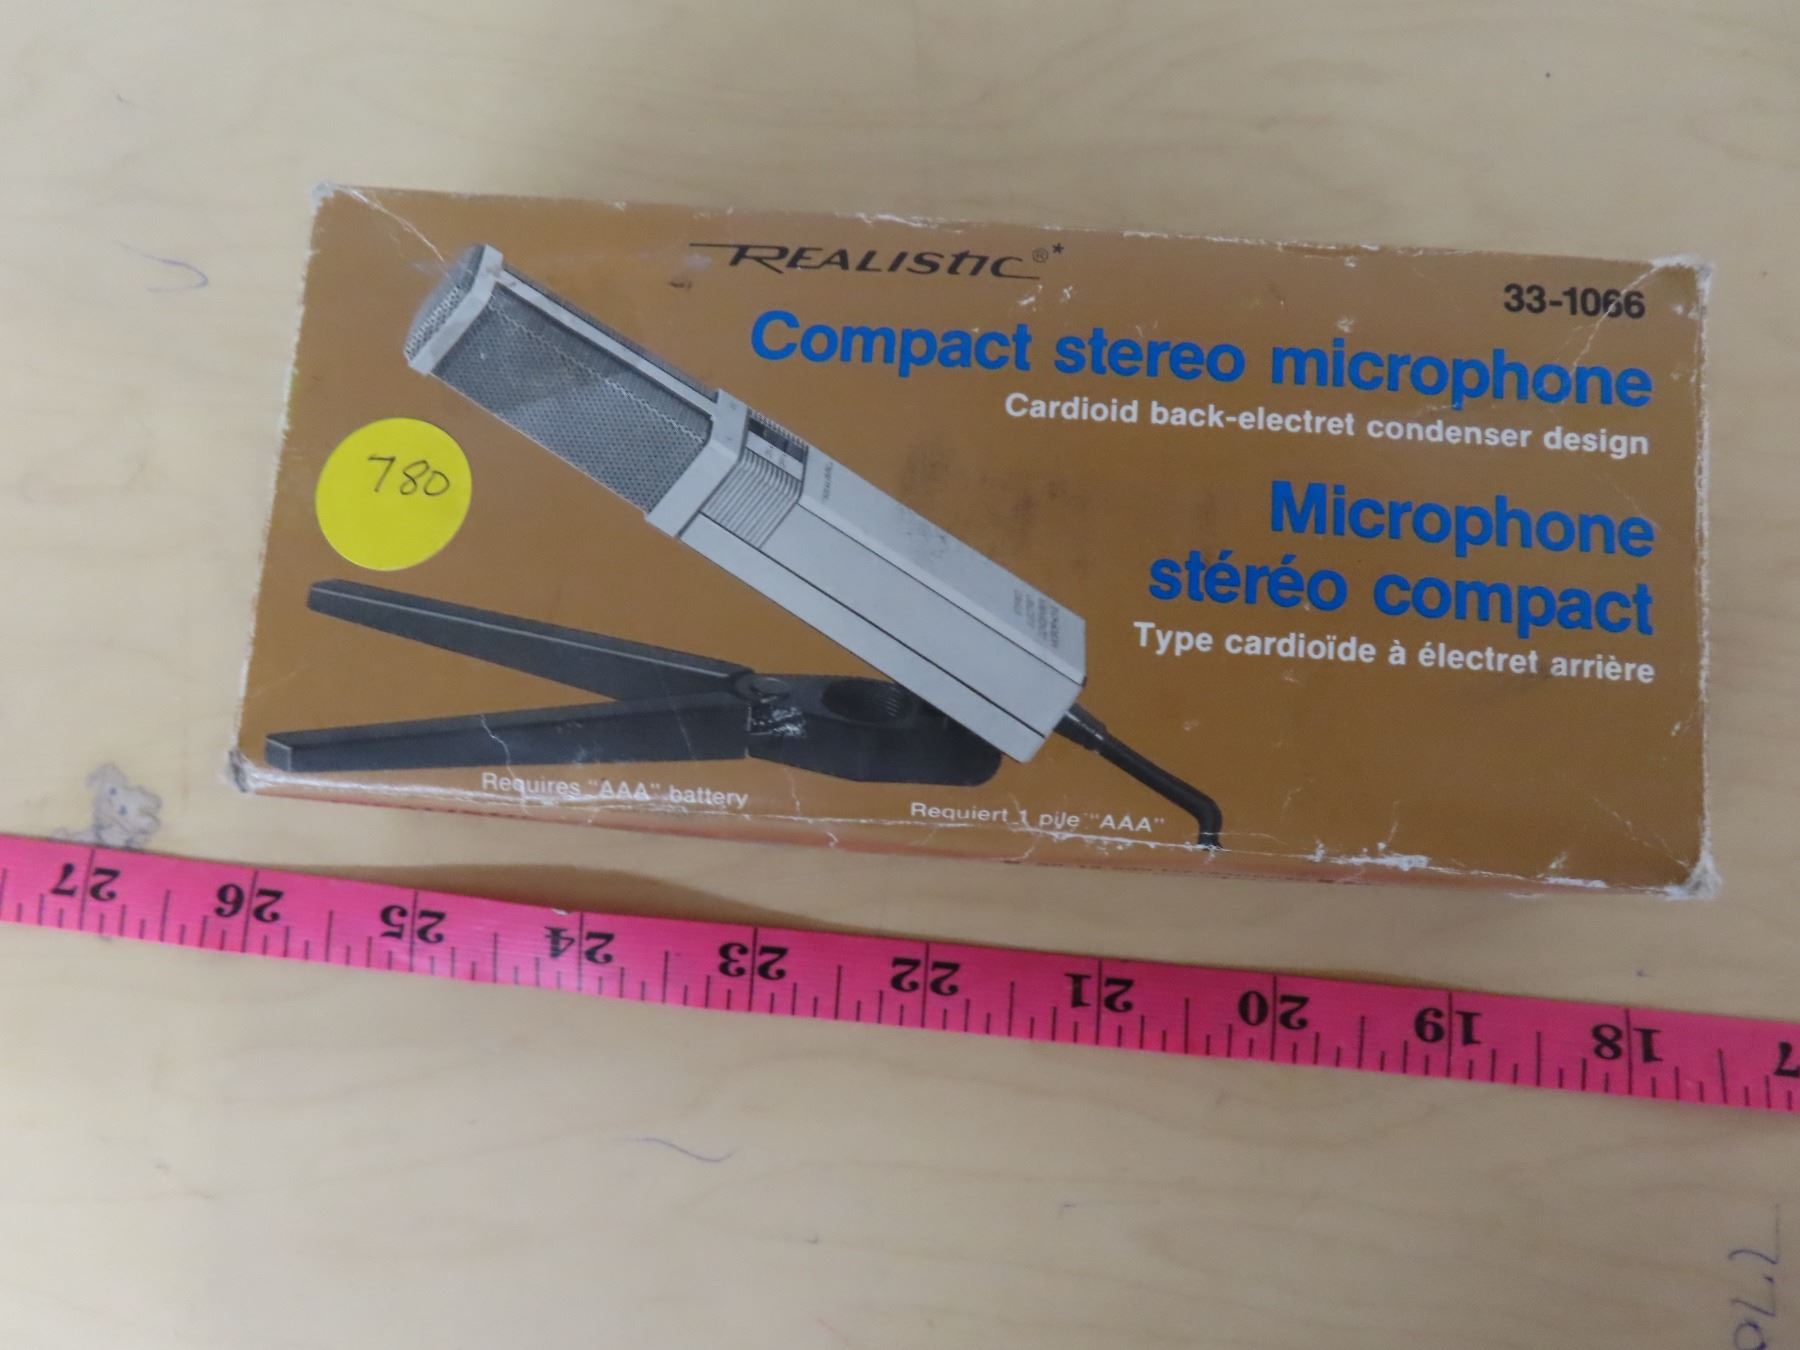 REALISTIC®*
33-1066
Compact stereo microphone
Cardioid back-electret condenser design
Microphone
stéréo compact
Type cardioïde à électret arrière
780
Requires "AAA" battery
Requiert 1 pile "AAA"
27 26 25 24 23 22 21 20 19 18 7